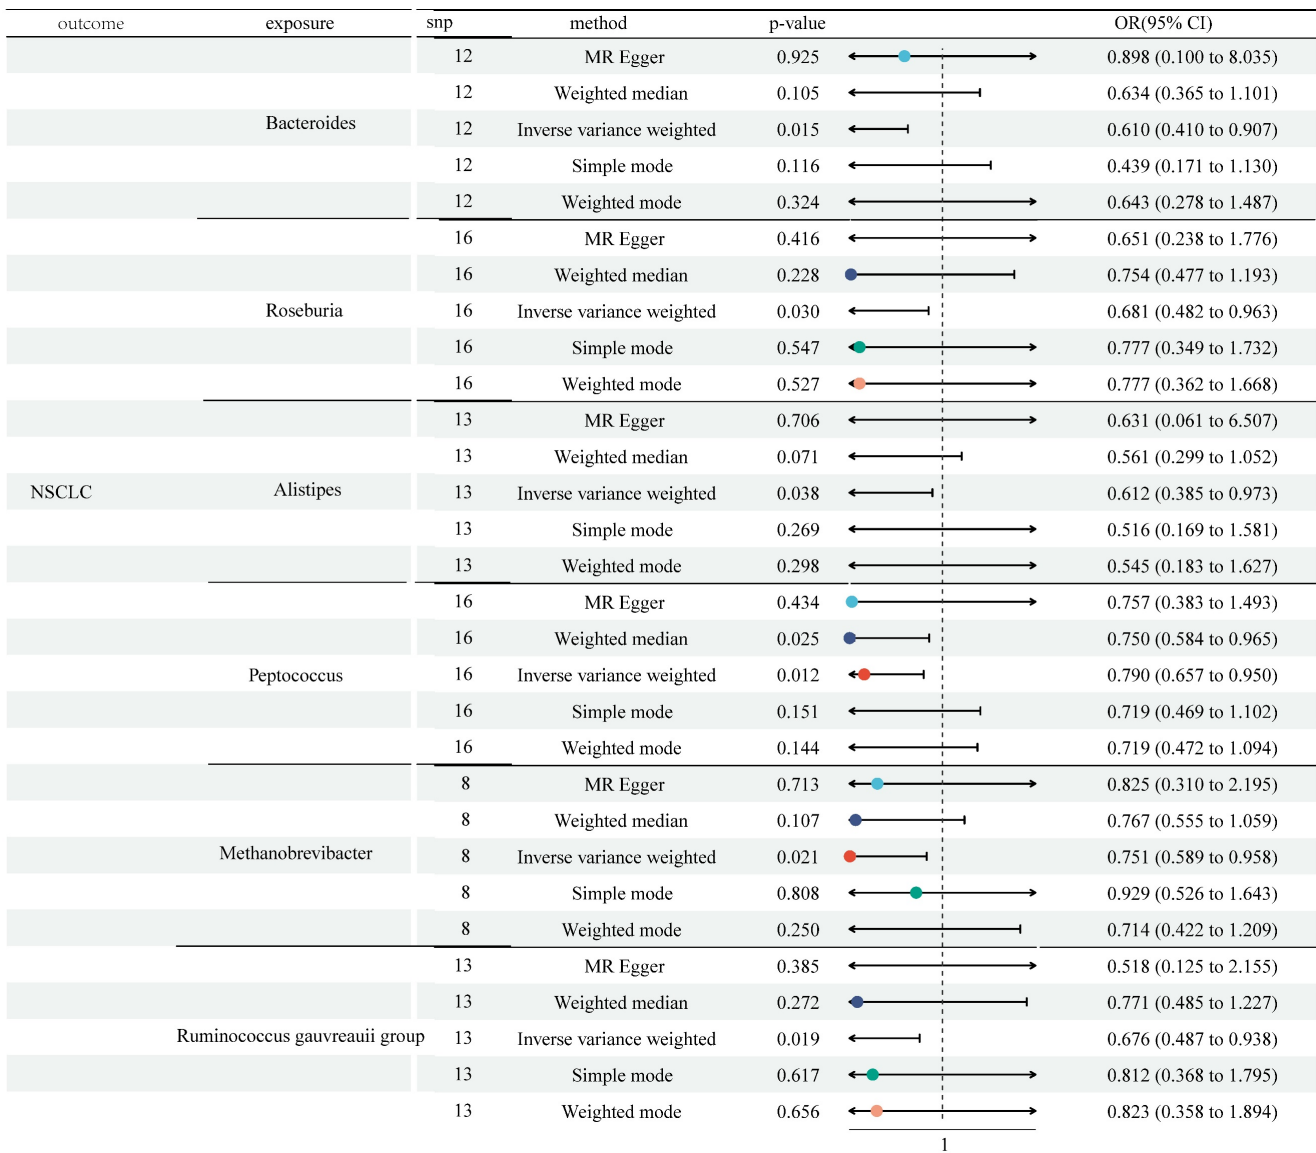 outcome exposure snp method p-value OR(95% CI)
12 MR Egger 0.925 0.898 (0.100 to 8.035)
12 Weighted median 0.105 0.634 (0.365 to 1.101)
Bacteroides
12 Inverse variance weighted 0.015 0.610 (0.410 to 0.907)
12 Simple mode 0.116 0.439 (0.171 to 1.130)
12 Weighted mode 0.324 0.643 (0.278 to 1.487)
16 MR Egger 0.416 0.651 (0.238 to 1.776)
16 Weighted median 0.228 0.754 (0.477 to 1.193)
Roseburia 16 Inverse variance weighted 0.030 0.681 (0.482 to 0.963)
16 Simple mode 0.547 0.777 (0.349 to 1.732)
16 Weighted mode 0.527 0.777 (0.362 to 1.668)
13 MR Egger 0.706 0.631 (0.061 to 6.507)
13 Weighted median 0.071 0.561 (0.299 to 1.052)
NSCLC Alistipes 13 Inverse variance weighted 0.038 0.612 (0.385 to 0.973)
13 Simple mode 0.269 0.516 (0.169 to 1.581)
13 Weighted mode 0.298 0.545 (0.183 to 1.627)
16 MR Egger 0.434 0.757 (0.383 to 1.493)
16 Weighted median 0.025 0.750 (0.584 to 0.965)
Peptococcus 16 Inverse variance weighted 0.012 0.790 (0.657 to 0.950)
16 Simple mode 0.151 0.719 (0.469 to 1.102)
16 Weighted mode 0.144 0.719 (0.472 to 1.094)
8 MR Egger 0.713 0.825 (0.310 to 2.195)
8 Weighted median 0.107 0.767 (0.555 to 1.059)
Methanobrevibacter 8 Inverse variance weighted 0.021 0.751 (0.589 to 0.958)
8 Simple mode 0.808 0.929 (0.526 to 1.643)
8 Weighted mode 0.250 0.714 (0.422 to 1.209)
13 MR Egger 0.385 0.518 (0.125 to 2.155)
13 Weighted median 0.272 0.771 (0.485 to 1.227)
Ruminococcus gauvreauii group 13 Inverse variance weighted 0.019 0.676 (0.487 to 0.938)
13 Simple mode 0.617 0.812 (0.368 to 1.795)
13 Weighted mode 0.656 0.823 (0.358 to 1.894)
1